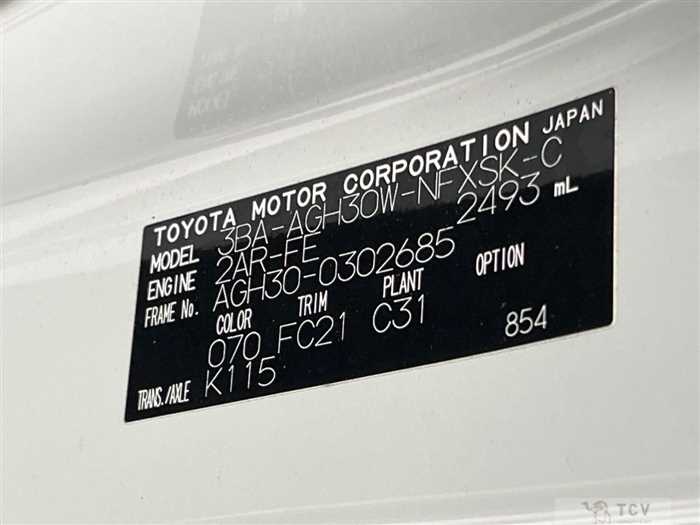 TOYOTA MOTOR CORPORATION JAPAN
MODEL 3BA-AGH30W-NFXSK-C
ENGINE 2AR-FE 2493 mL
FRAME No. AGH30-0302685
COLOR TRIM PLANT OPTION
070 FC21 C31 854
TRANS./AXLE K115
TCV